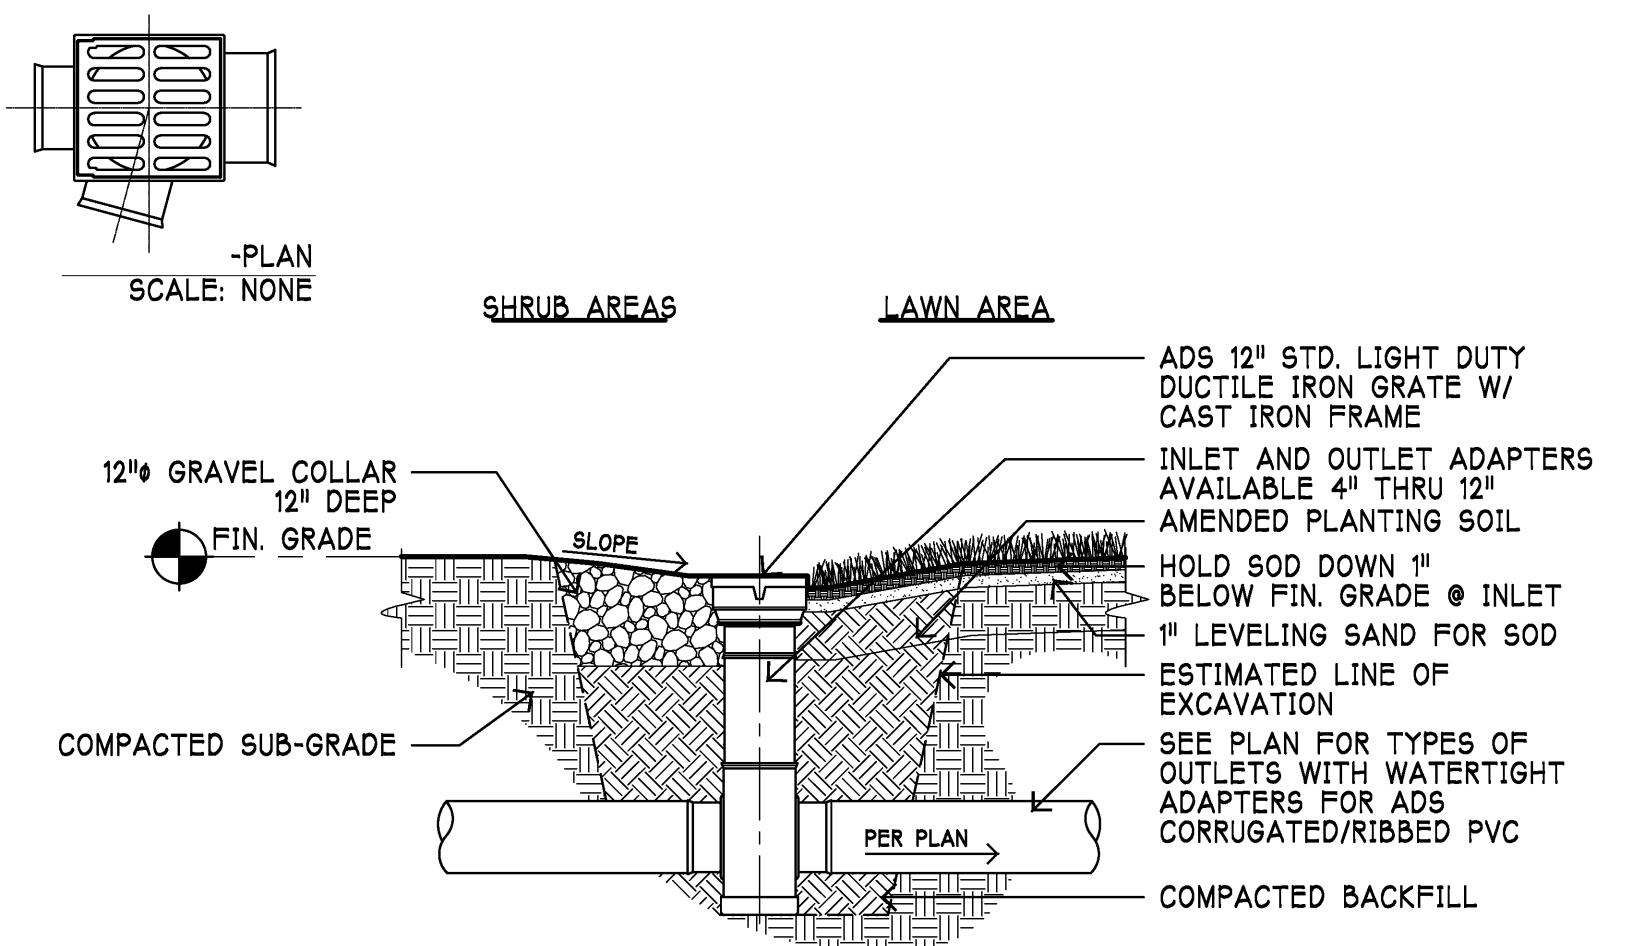 -PLAN
SCALE: NONE
SHRUB AREAS
LAWN AREA
ADS 12" STD. LIGHT DUTY
DUCTILE IRON GRATE W/
CAST IRON FRAME
12"ø GRAVEL COLLAR
12" DEEP
INLET AND OUTLET ADAPTERS
AVAILABLE 4" THRU 12"
AMENDED PLANTING SOIL
FIN. GRADE
SLOPE
HOLD SOD DOWN 1"
BELOW FIN. GRADE @ INLET
1" LEVELING SAND FOR SOD
ESTIMATED LINE OF
EXCAVATION
COMPACTED SUB-GRADE
SEE PLAN FOR TYPES OF
OUTLETS WITH WATERTIGHT
ADAPTERS FOR ADS
CORRUGATED/RIBBED PVC
PER PLAN
COMPACTED BACKFILL